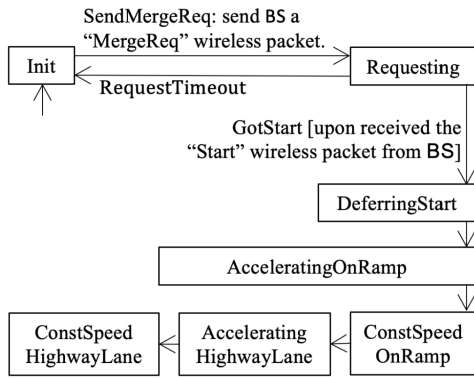 SendMergeReq: send BS a
“MergeReq” wireless packet.
Init
Requesting
RequestTimeout
GotStart [upon received the
“Start” wireless packet from BS]
DeferringStart
AcceleratingOnRamp
ConstSpeed
HighwayLane
Accelerating
HighwayLane
ConstSpeed
OnRamp